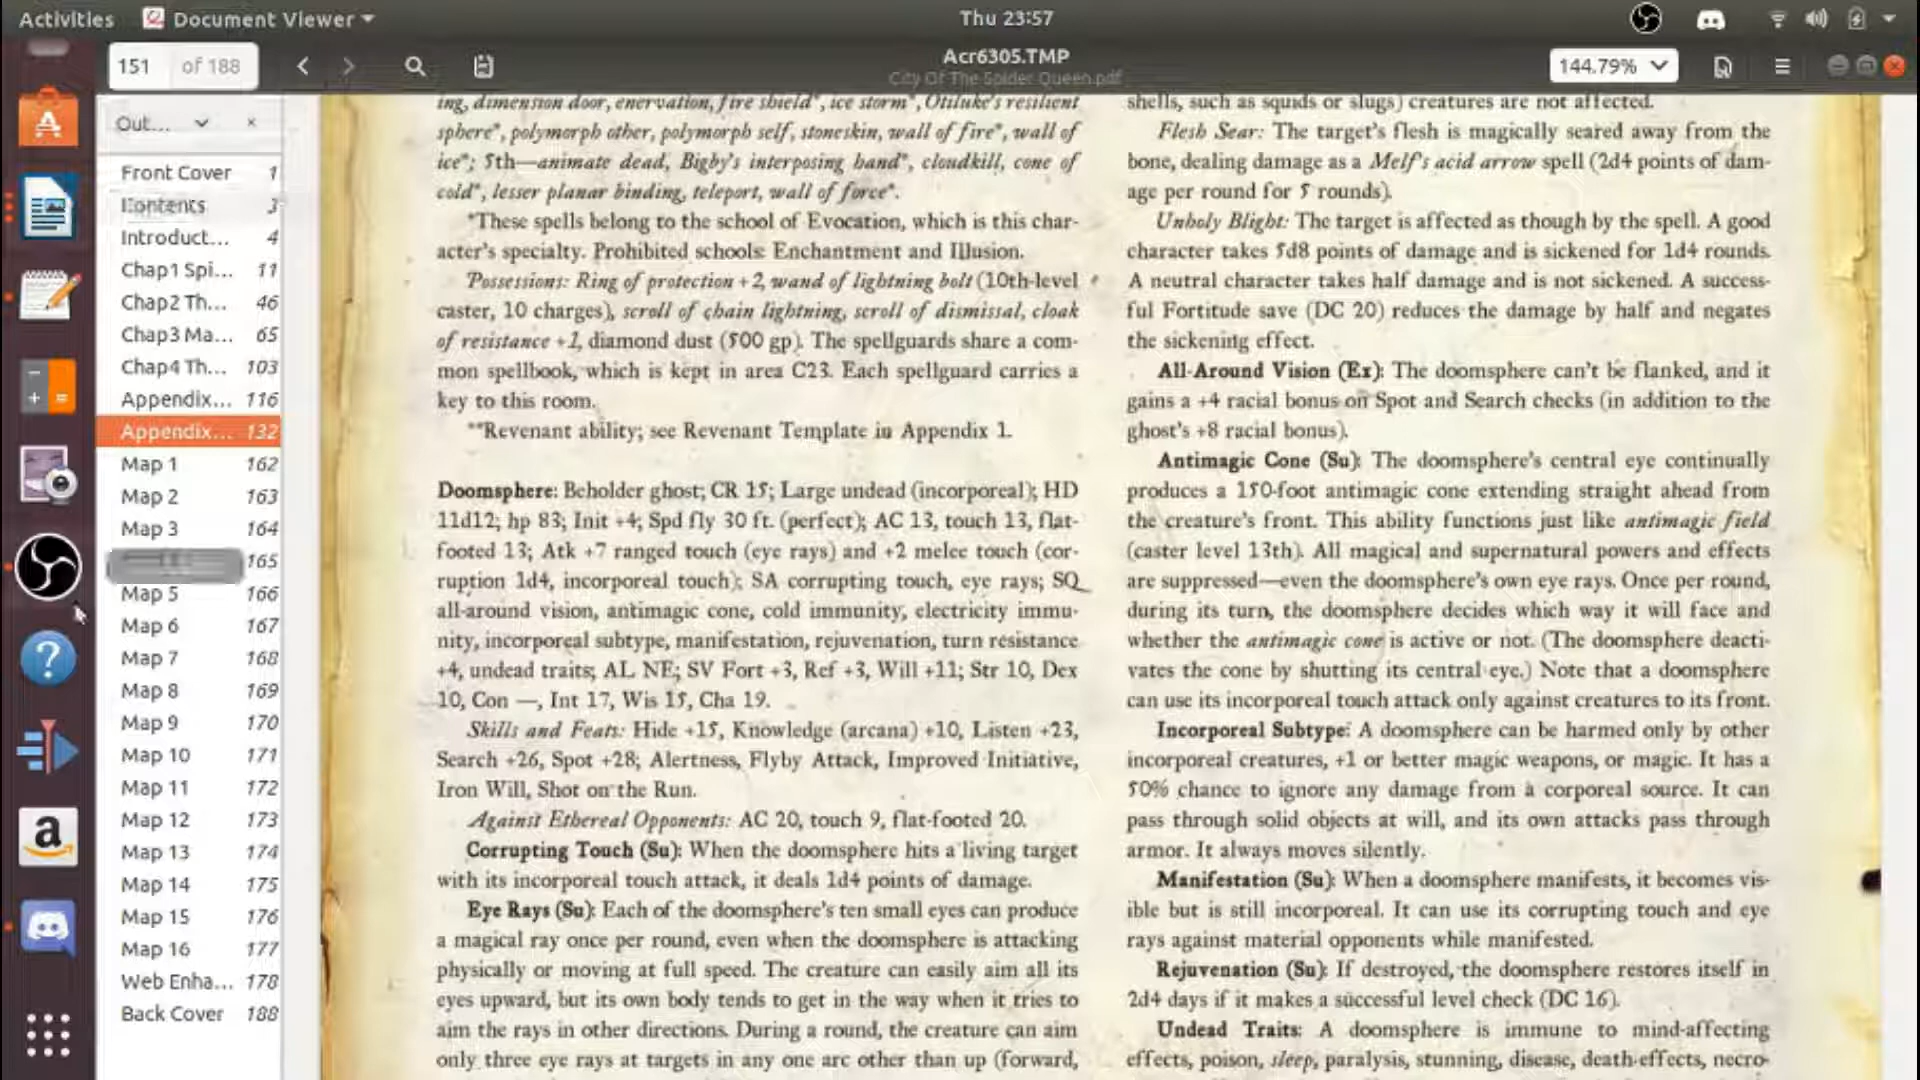 Activities Document Viewer
Thu 23:57
151 of 188
Acr6305.TMP
City Of The Spider Queen.pdf
144.79%
Out... ×
Front Cover 1
Contents 3
Introduct... 4
Chap1 Spi... 11
Chap2 Th... 46
Chap3 Ma... 65
Chap4 Th... 103
Appendix... 116
Appendix... 132
Map 1 162
Map 2 163
Map 3 164
165
Map 5 166
Map 6 167
Map 7 168
Map 8 169
Map 9 170
Map 10 171
Map 11 172
Map 12 173
Map 13 174
Map 14 175
Map 15 176
Map 16 177
Web Enha... 178
Back Cover 188
ing, dimension door, enervation, fire shield*, ice storm*, Otiluke's resilient
sphere*, polymorph other, polymorph self, stoneskin, wall of fire*, wall of
ice*; 5th—animate dead, Bigby's interposing hand*, cloudkill, cone of
cold*, lesser planar binding, teleport, wall of force*.
*These spells belong to the school of Evocation, which is this char-
acter's specialty. Prohibited schools: Enchantment and Illusion.
Possessions: Ring of protection +2, wand of lightning bolt (10th-level
caster, 10 charges), scroll of chain lightning, scroll of dismissal, cloak
of resistance +1, diamond dust (500 gp). The spellguards share a com-
mon spellbook, which is kept in area C23. Each spellguard carries a
key to this room.
**Revenant ability; see Revenant Template in Appendix 1.
Doomsphere: Beholder ghost; CR 15; Large undead (incorporeal); HD
11d12; hp 83; Init +4; Spd fly 30 ft. (perfect); AC 13, touch 13, flat-
footed 13; Atk +7 ranged touch (eye rays) and +2 melee touch (cor-
ruption 1d4, incorporeal touch); SA corrupting touch, eye rays; SQ
all-around vision, antimagic cone, cold immunity, electricity immu-
nity, incorporeal subtype, manifestation, rejuvenation, turn resistance
+4, undead traits; AL NE; SV Fort +3, Ref +3, Will +11; Str 10, Dex
10, Con —, Int 17, Wis 15, Cha 19.
Skills and Feats: Hide +15, Knowledge (arcana) +10, Listen +23,
Search +26, Spot +28; Alertness, Flyby Attack, Improved Initiative,
Iron Will, Shot on the Run.
Against Ethereal Opponents: AC 20, touch 9, flat-footed 20.
Corrupting Touch (Su): When the doomsphere hits a living target
with its incorporeal touch attack, it deals 1d4 points of damage.
Eye Rays (Su): Each of the doomsphere's ten small eyes can produce
a magical ray once per round, even when the doomsphere is attacking
physically or moving at full speed. The creature can easily aim all its
eyes upward, but its own body tends to get in the way when it tries to
aim the rays in other directions. During a round, the creature can aim
only three eye rays at targets in any one arc other than up (forward,
shells, such as squids or slugs) creatures are not affected.
Flesh Sear: The target's flesh is magically seared away from the
bone, dealing damage as a Melf's acid arrow spell (2d4 points of dam-
age per round for 5 rounds).
Unholy Blight: The target is affected as though by the spell. A good
character takes 5d8 points of damage and is sickened for 1d4 rounds.
A neutral character takes half damage and is not sickened. A success-
ful Fortitude save (DC 20) reduces the damage by half and negates
the sickening effect.
All-Around Vision (Ex): The doomsphere can't be flanked, and it
gains a +4 racial bonus on Spot and Search checks (in addition to the
ghost's +8 racial bonus).
Antimagic Cone (Su): The doomsphere's central eye continually
produces a 150-foot antimagic cone extending straight ahead from
the creature's front. This ability functions just like antimagic field
(caster level 13th). All magical and supernatural powers and effects
are suppressed—even the doomsphere's own eye rays. Once per round,
during its turn, the doomsphere decides which way it will face and
whether the antimagic cone is active or not. (The doomsphere deacti-
vates the cone by shutting its central eye.) Note that a doomsphere
can use its incorporeal touch attack only against creatures to its front.
Incorporeal Subtype: A doomsphere can be harmed only by other
incorporeal creatures, +1 or better magic weapons, or magic. It has a
50% chance to ignore any damage from a corporeal source. It can
pass through solid objects at will, and its own attacks pass through
armor. It always moves silently.
Manifestation (Su): When a doomsphere manifests, it becomes vis-
ible but is still incorporeal. It can use its corrupting touch and eye
rays against material opponents while manifested.
Rejuvenation (Su): If destroyed, the doomsphere restores itself in
2d4 days if it makes a successful level check (DC 16).
Undead Traits: A doomsphere is immune to mind-affecting
effects, poison, sleep, paralysis, stunning, disease, death effects, necro-